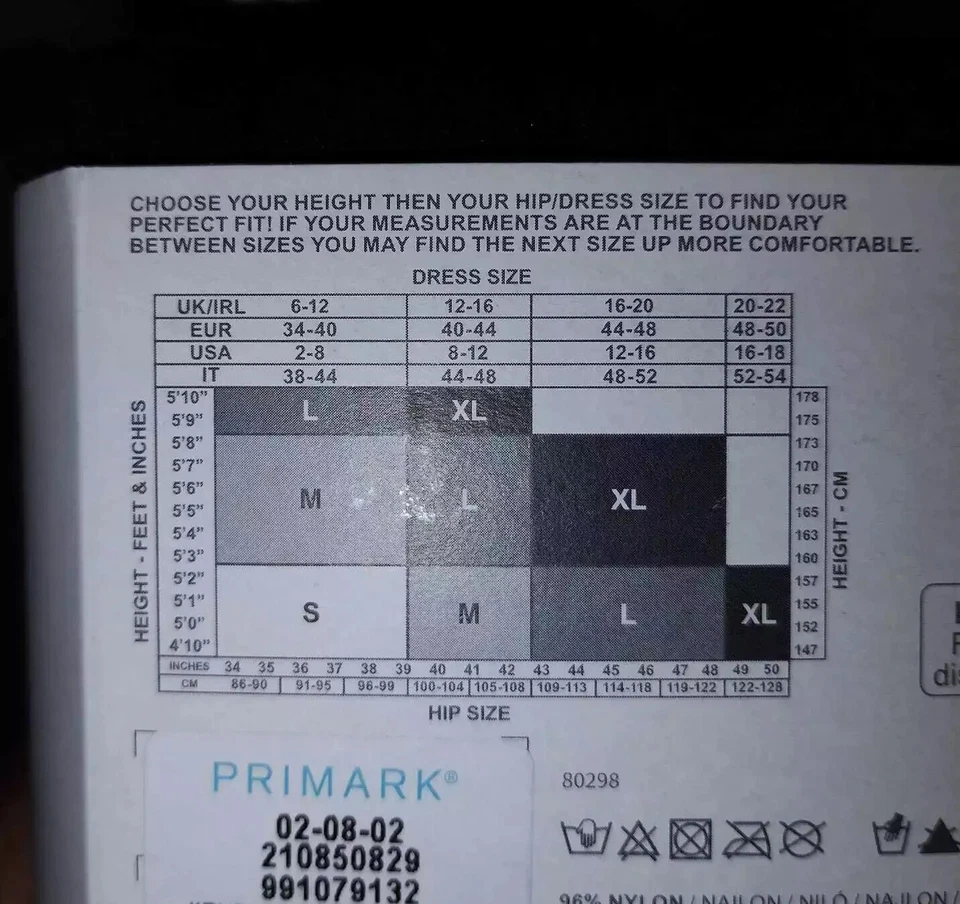 CHOOSE YOUR HEIGHT THEN YOUR HIP/DRESS SIZE TO FIND YOUR
PERFECT FIT! IF YOUR MEASUREMENTS ARE AT THE BOUNDARY
BETWEEN SIZES YOU MAY FIND THE NEXT SIZE UP MORE COMFORTABLE.
DRESS SIZE
UK/IRL 6-12 12-16 16-20 20-22
EUR 34-40 40-44 44-48 48-50
USA 2-8 8-12 12-16 16-18
IT 38-44 44-48 48-52 52-54
HEIGHT - FEET & INCHES
5'10" 178
L XL
5'9" 175
5'8" 173
5'7" 170
5'6" 167
M L XL
5'5" 165
5'4" 163
5'3" 160
5'2" 157
5'1" 155
S M L XL
5'0" 152
4'10" 147
HEIGHT - CM
INCHES 34 35 36 37 38 39 40 41 42 43 44 45 46 47 48 49 50
CM 86-90 91-95 96-99 100-104 105-108 109-113 114-118 119-122 122-128
HIP SIZE
PRIMARK®
02-08-02
210850829
991079132
80298
96% NYLON / NAILON / NILÓ / NAJLON /